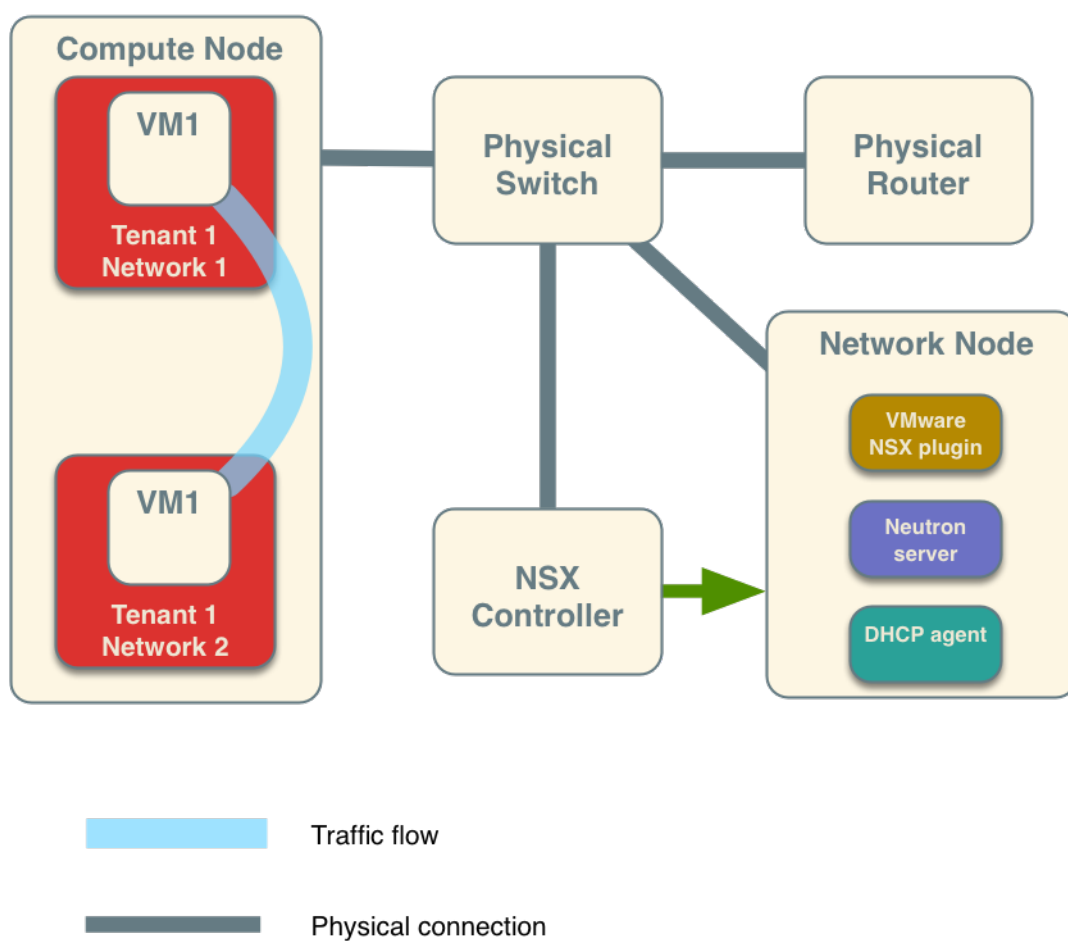 Compute Node
VM1
Tenant 1
Network 1
VM1
Tenant 1
Network 2
Physical
Switch
Physical
Router
NSX
Controller
Network Node
VMware
NSX plugin
Neutron
server
DHCP agent
Traffic flow
Physical connection